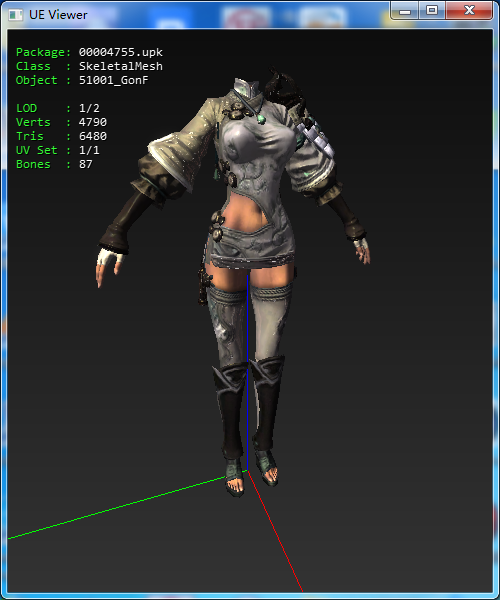 UE Viewer
Package: 00004755.upk
Class : SkeletalMesh
Object : 51001_GonF
LOD : 1/2
Verts : 4790
Tris : 6480
UV Set : 1/1
Bones : 87